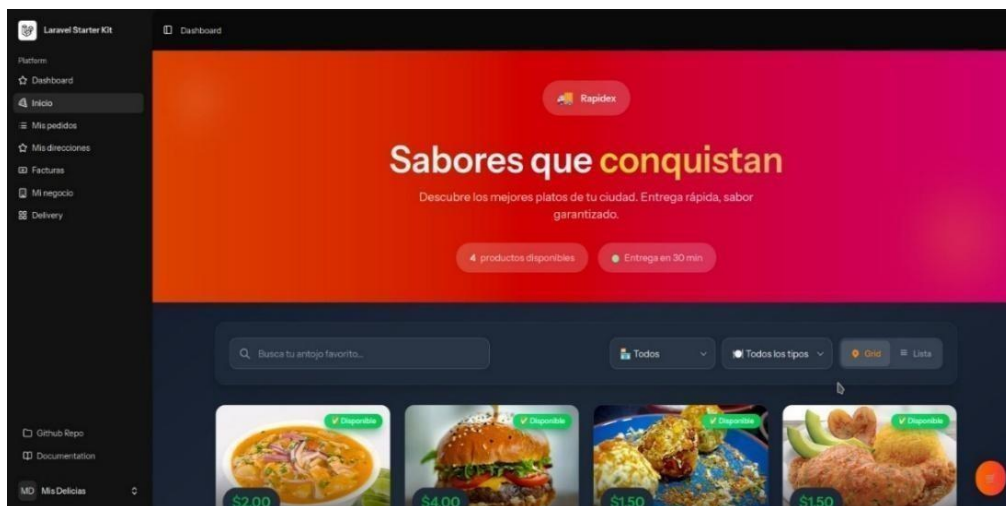 Laravel Starter Kit
Dashboard
Platform
Dashboard
Inicio
Mis pedidos
Mis direcciones
Facturas
Mi negocio
Delivery
Github Repo
Documentation
MD Mis Delicias
Rapidex
Sabores que conquistan
Descubre los mejores platos de tu ciudad. Entrega rápida, sabor
garantizado.
4 productos disponibles
Entrega en 30 min
Busca tu antojo favorito...
Todos
Todos los tipos
Grid
Lista
Disponible
Disponible
Disponible
Disponible
$2.00
$4.00
$1.50
$1.50